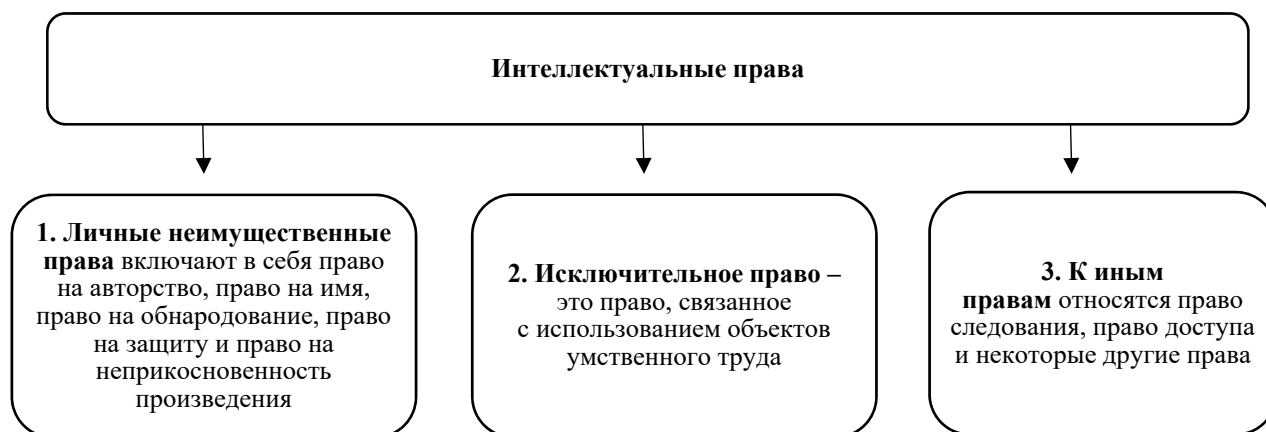 Интеллектуальные права
1. Личные неимущественные
права включают в себя право
на авторство, право на имя,
право на обнародование, право
на защиту и право на
неприкосновенность
произведения
2. Исключительное право –
это право, связанное
с использованием объектов
умственного труда
3. К иным
правам относятся право
следования, право доступа
и некоторые другие права